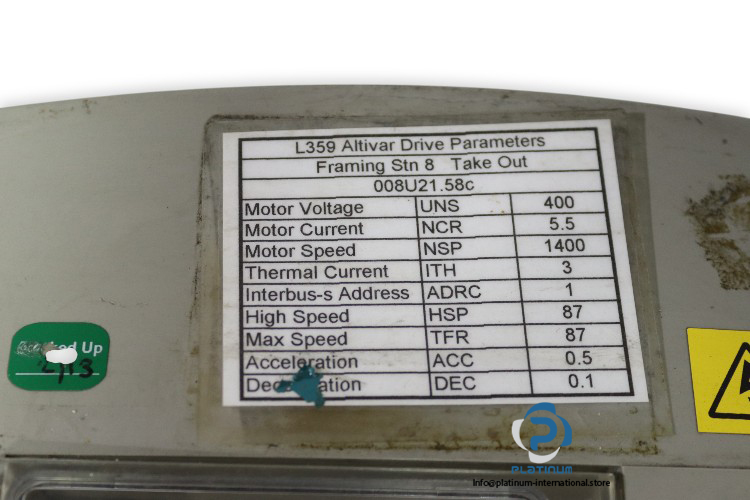 L359 Altivar Drive Parameters
Framing Stn 8 Take Out
008U21.58c
Motor Voltage UNS 400
Motor Current NCR 5.5
Motor Speed NSP 1400
Thermal Current ITH 3
Interbus-s Address ADRC 1
High Speed HSP 87
Max Speed TFR 87
Acceleration ACC 0.5
DEC 0.1
Up
PLATINUM
Info@platinum-international.store